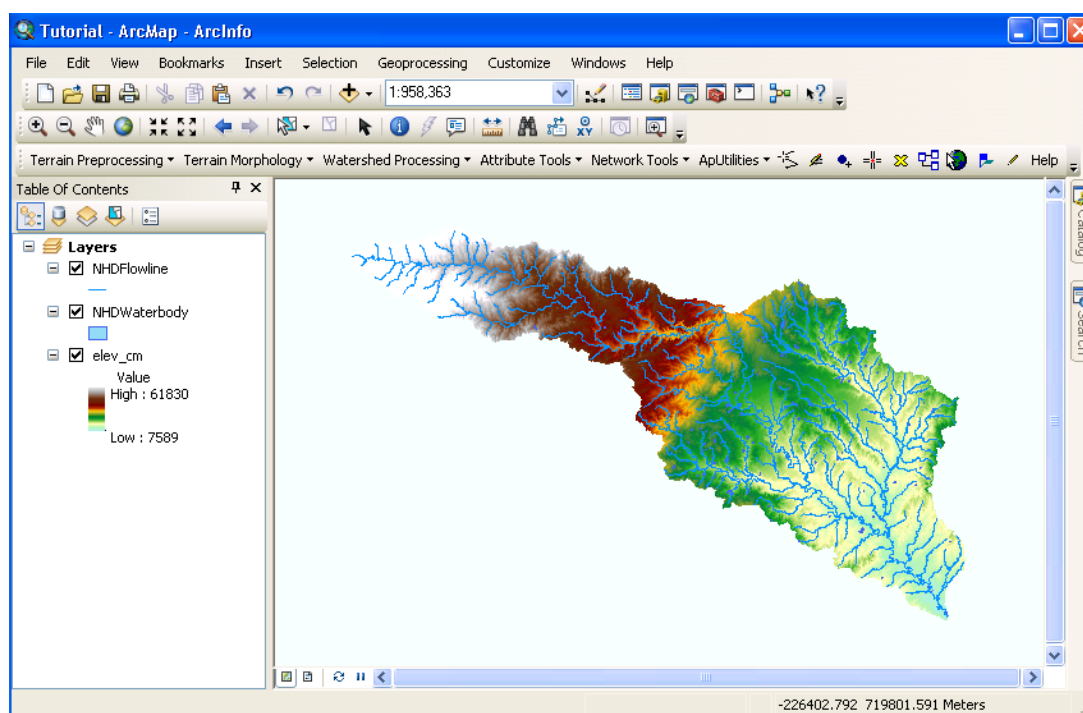 Tutorial - ArcMap - ArcInfo
File Edit View Bookmarks Insert Selection Geoprocessing Customize Windows Help
1:958,363
Terrain Preprocessing Terrain Morphology Watershed Processing Attribute Tools Network Tools ApUtilities Help
Table Of Contents
Layers
NHDFlowline
NHDWaterbody
elev_cm
Value
High : 61830
Low : 7589
Catalog
Search
-226402.792 719801.591 Meters